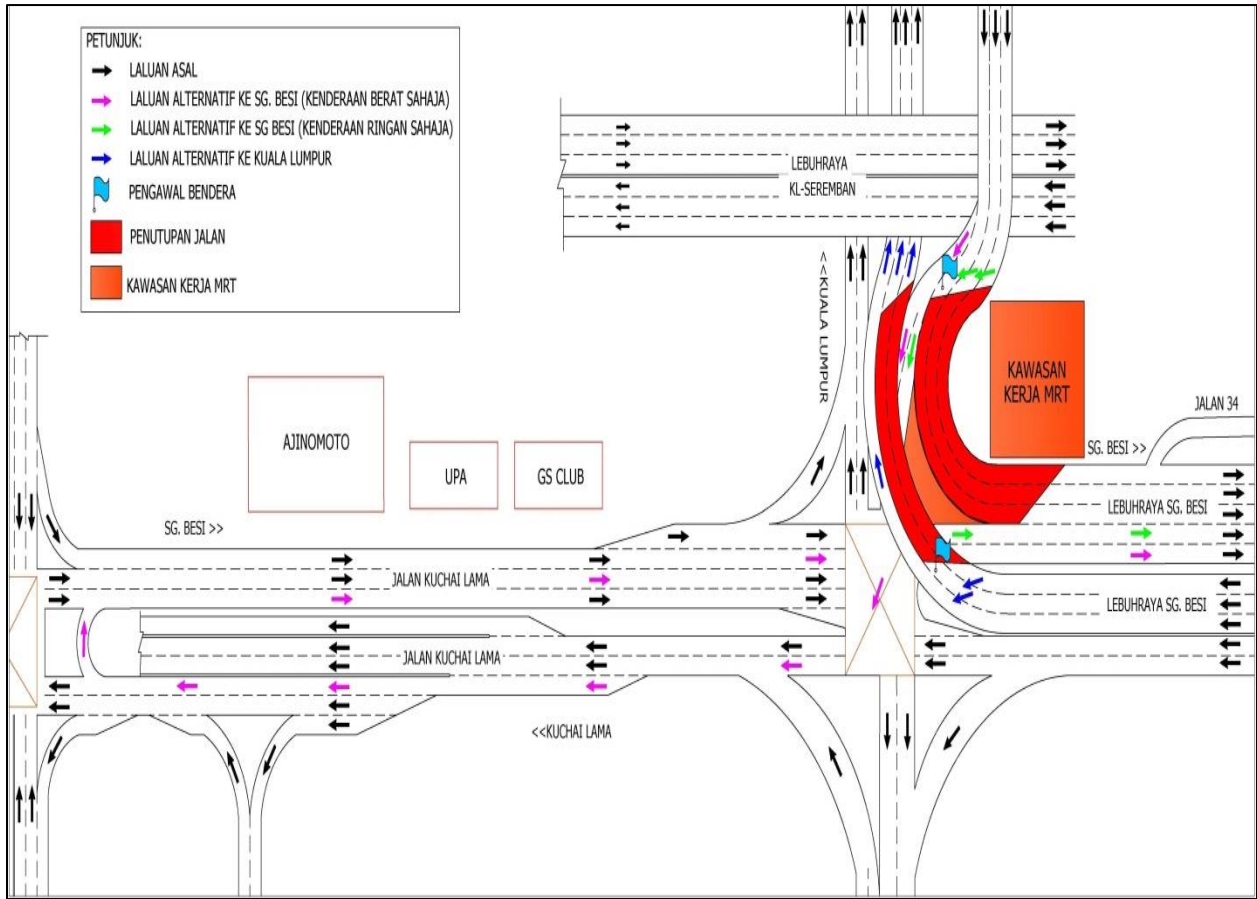 PETUNJUK:
LALUAN ASAL
LALUAN ALTERNATIF KE SG. BESI (KENDERAAN BERAT SAHAJA)
LALUAN ALTERNATIF KE SG BESI (KENDERAAN RINGAN SAHAJA)
LALUAN ALTERNATIF KE KUALA LUMPUR
PENGAWAL BENDERA
PENUTUPAN JALAN
KAWASAN KERJA MRT
LEBUHRAYA
KL-SEREMBAN
<<KUALA LUMPUR
KAWASAN
KERJA MRT
JALAN 34
SG. BESI >>
AJINOMOTO
UPA
GS CLUB
SG. BESI >>
LEBUHRAYA SG. BESI
JALAN KUCHAI LAMA
LEBUHRAYA SG. BESI
JALAN KUCHAI LAMA
<<KUCHAI LAMA